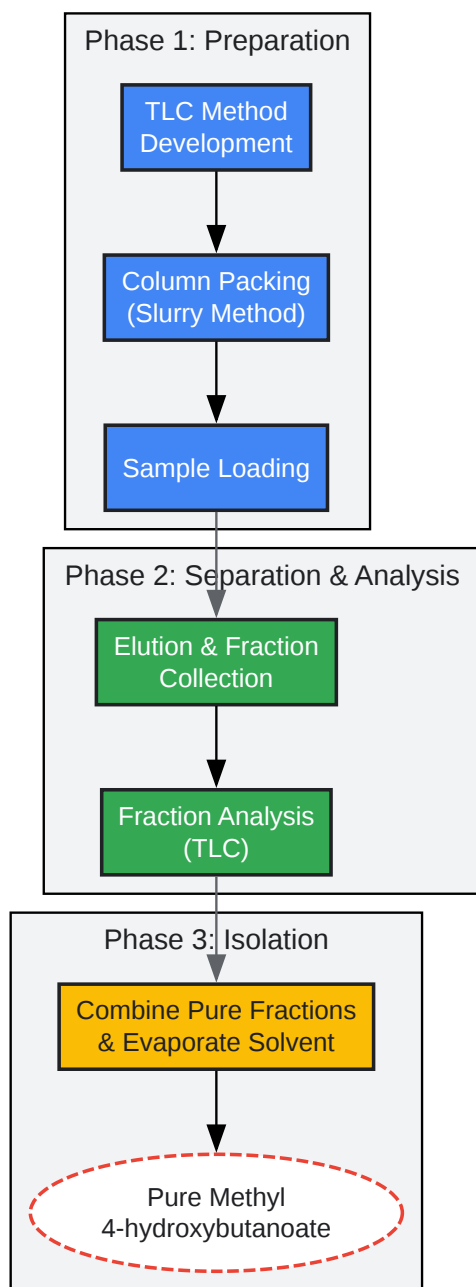 Phase 1: Preparation
TLC Method
Development
Column Packing
(Slurry Method)
Sample Loading
Phase 2: Separation & Analysis
Elution & Fraction
Collection
Fraction Analysis
(TLC)
Phase 3: Isolation
Combine Pure Fractions
& Evaporate Solvent
Pure Methyl
4-hydroxybutanoate